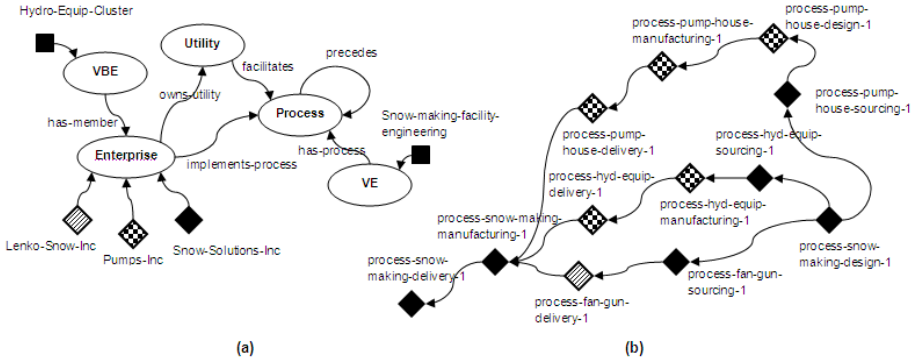 Hydro-Equip-Cluster
VBE
has-member
Utility
owns-utility
facilitates
precedes
Process
Enterprise
implements-process
has-process
Snow-making-facility-
engineering
VE
Lenko-Snow-Inc
Pumps-Inc
Snow-Solutions-Inc
(a)
process-pump-
house-design-1
process-pump-house-
manufacturing-1
process-pump-
house-sourcing-1
process-pump-
house-delivery-1
process-hyd-equip-
sourcing-1
process-hyd-equip-
delivery-1
process-hyd-equip-
manufacturing-1
process-snow-making-
manufacturing-1
process-snow-
making-design-1
process-snow-
making-delivery-1
process-fan-gun-
sourcing-1
process-fan-gun-
delivery-1
(b)